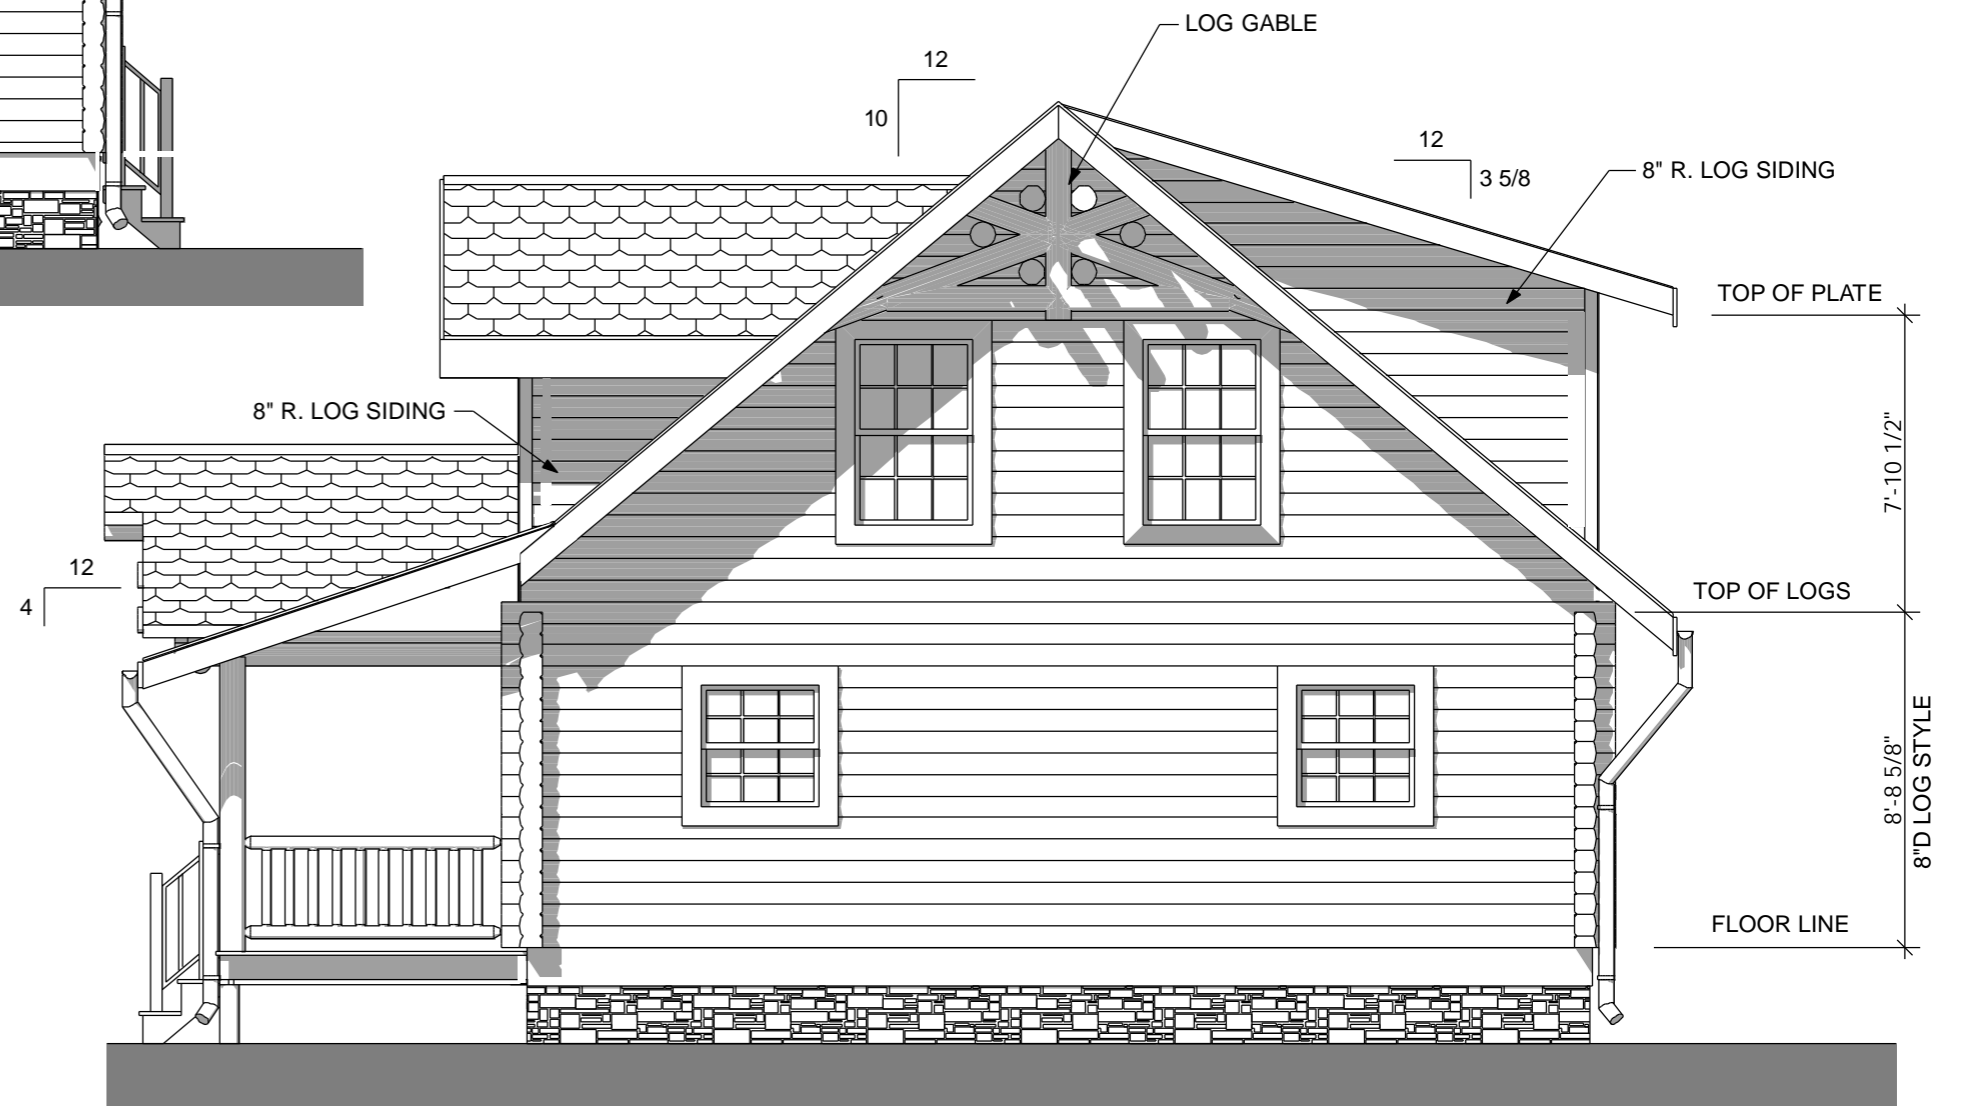 LOG GABLE
12
10
12
3 5/8
8" R. LOG SIDING
TOP OF PLATE
8" R. LOG SIDING
7'-10 1/2"
12
4
TOP OF LOGS
8'-8 5/8"
8"D LOG STYLE
FLOOR LINE